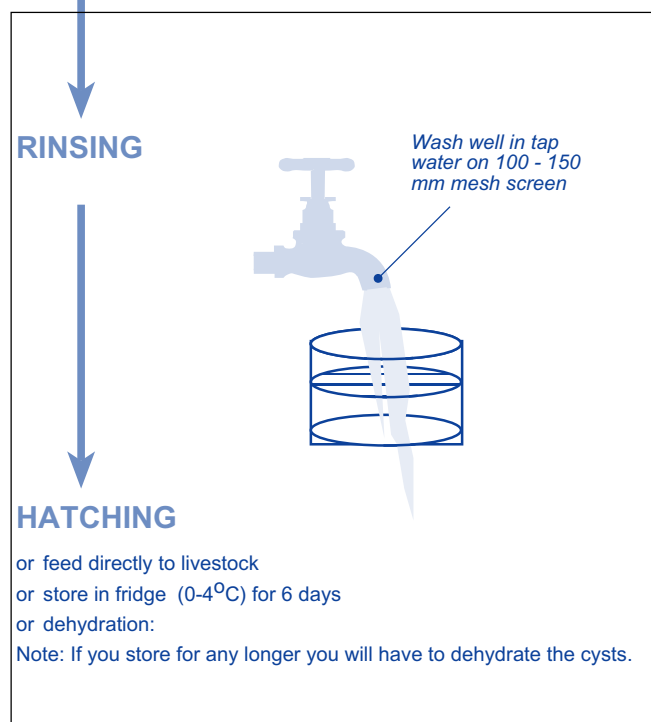 RINSING
Wash well in tap
water on 100 - 150
mm mesh screen
HATCHING
or feed directly to livestock
or store in fridge (0-4°C) for 6 days
or dehydration:
Note: If you store for any longer you will have to dehydrate the cysts.